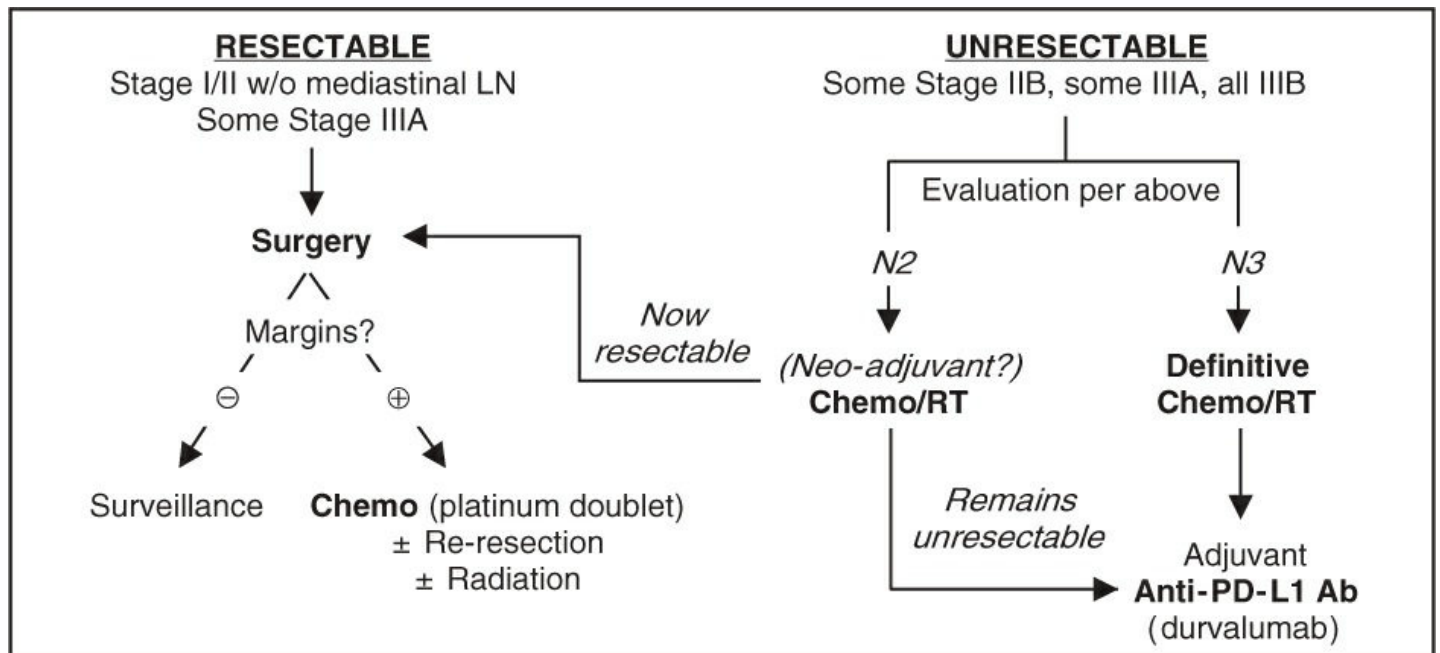 RESECTABLE
Stage I/II w/o mediastinal LN
Some Stage IIIA
Surgery
Margins?
⊖
⊕
Surveillance
Chemo (platinum doublet)
± Re-resection
± Radiation
Now
resectable
UNRESECTABLE
Some Stage IIB, some IIIA, all IIIB
Evaluation per above
N2
N3
(Neo-adjuvant?)
Chemo/RT
Definitive
Chemo/RT
Remains
unresectable
Adjuvant
Anti-PD-L1 Ab
(durvalumab)